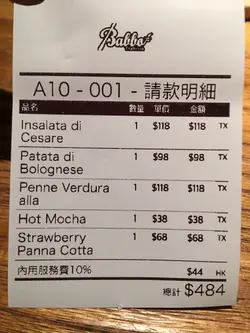 Babbo
A10 - 001 - 請款明細
品名 數量 單價 金額
Insalata di 1 $118 $118 TX
Cesare
Patata di 1 $98 $98 TX
Bolognese
Penne Verdura 1 $118 $118 TX
alla
Hot Mocha 1 $38 $38 TX
Strawberry 1 $68 $68 TX
Panna Cotta
內用服務費10% $44 HK
總計 $484